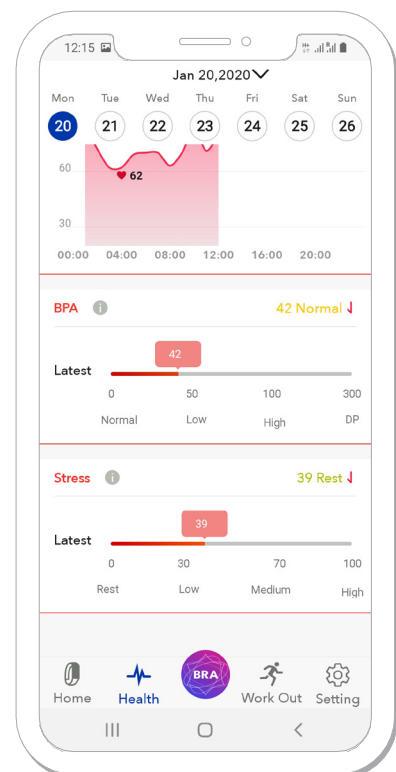 12:15
Jan 20,2020
Mon Tue Wed Thu Fri Sat Sun
20 21 22 23 24 25 26
60
62
30
00:00 04:00 08:00 12:00 16:00 20:00
BPA i 42 Normal
42
Latest
0 50 100 300
Normal Low High DP
Stress i 39 Rest
39
Latest
0 30 70 100
Rest Low Medium High
BRA
Home Health Work Out Setting